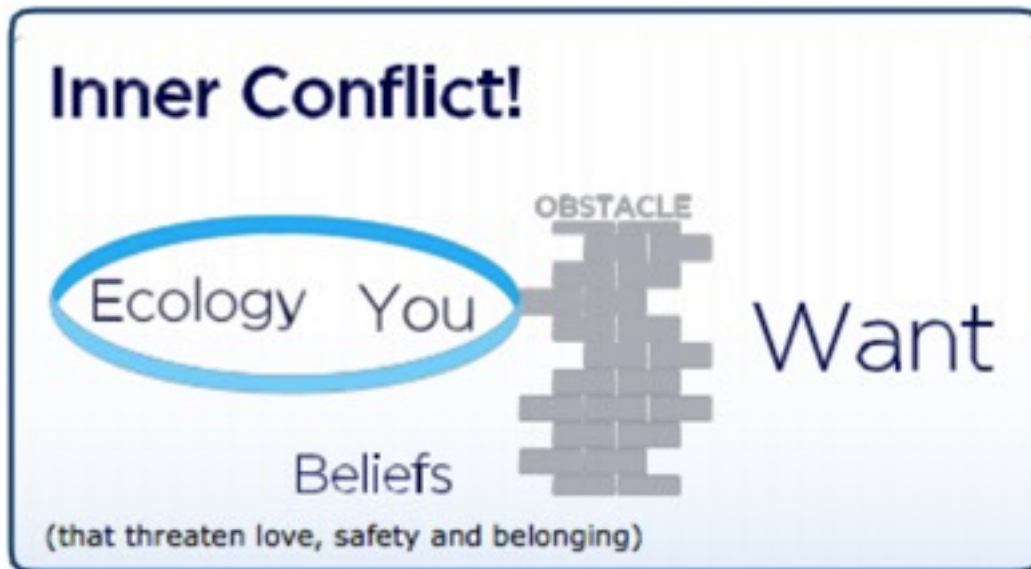 Inner Conflict!
OBSTACLE
Ecology You
Want
Beliefs
(that threaten love, safety and belonging)